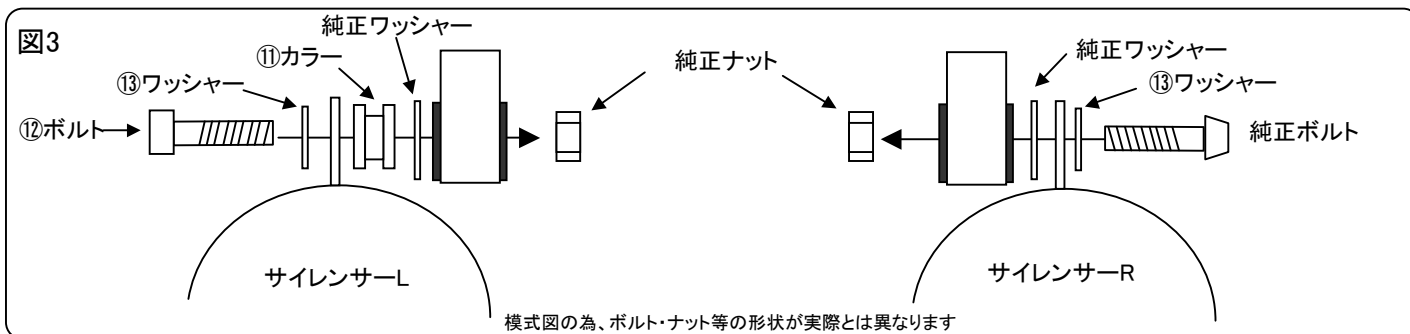 図3
純正ワッシャー
⑪カラー
⑬ワッシャー
⑫ボルト
純正ナット
純正ワッシャー
⑬ワッシャー
純正ボルト
サイレンサーL
サイレンサーR
模式図の為、ボルト・ナット等の形状が実際とは異なります